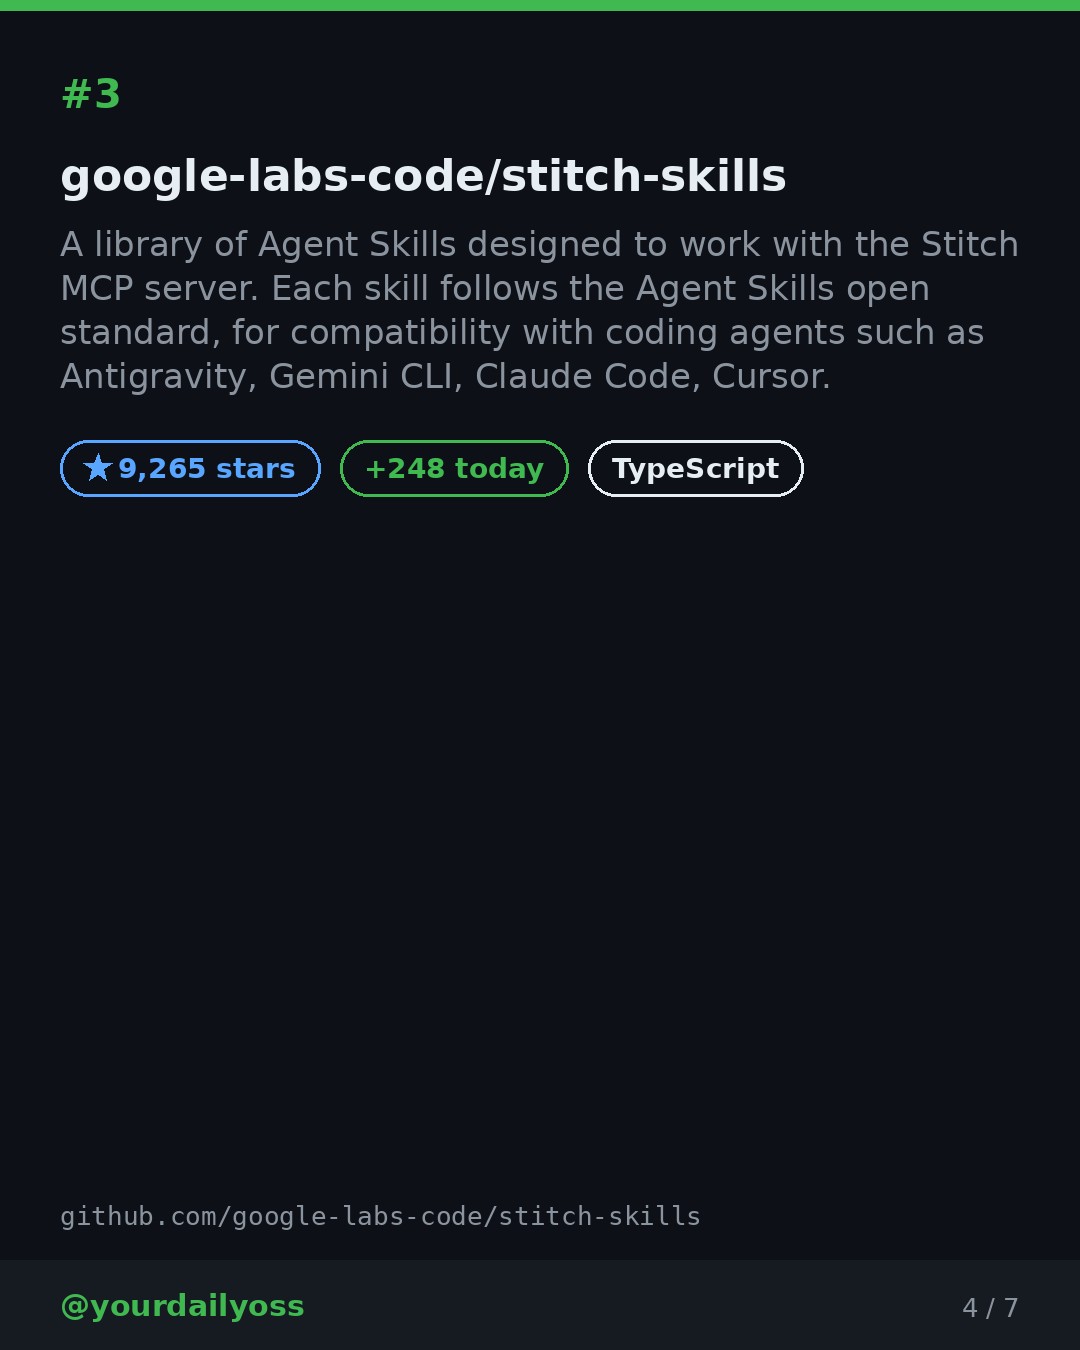 #3
google-labs-code/stitch-skills
A library of Agent Skills designed to work with the Stitch
MCP server. Each skill follows the Agent Skills open
standard, for compatibility with coding agents such as
Antigravity, Gemini CLI, Claude Code, Cursor.
★ 9,265 stars
+248 today
TypeScript
github.com/google-labs-code/stitch-skills
@yourdailyoss
4 / 7